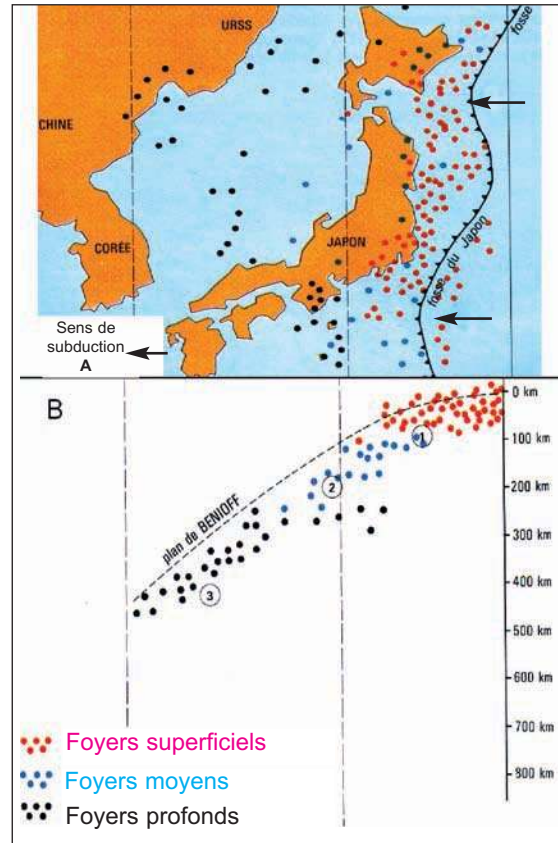 URSS
fosse
CHINE
CORÉE
JAPON
fosse du Japon
Sens de
subduction
A
B
0 km
100 km
1
2
200 km
plan de BENIOFF
300 km
400 km
3
500 km
600 km
700 km
800 km
Foyers superficiels
Foyers moyens
Foyers profonds